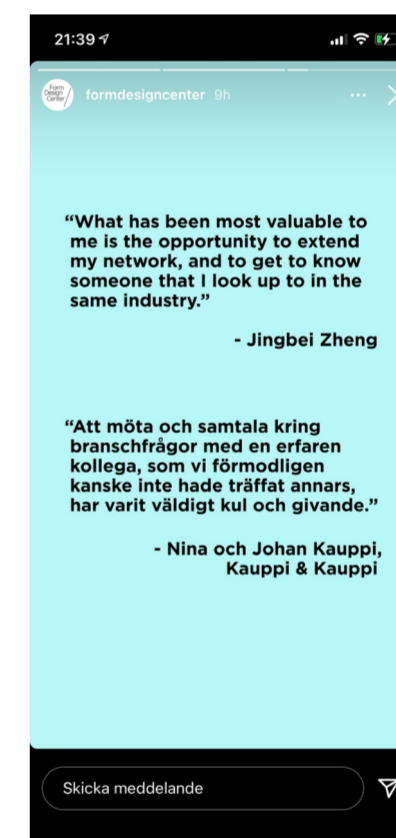 21:39
Form
Design
Center/
formdesigncenter 9h
“What has been most valuable to
me is the opportunity to extend
my network, and to get to know
someone that I look up to in the
same industry.”
- Jingbei Zheng
“Att möta och samtala kring
branschfrågor med en erfaren
kollega, som vi förmodligen
kanske inte hade träffat annars,
har varit väldigt kul och givande.”
- Nina och Johan Kauppi,
Kauppi & Kauppi
Skicka meddelande